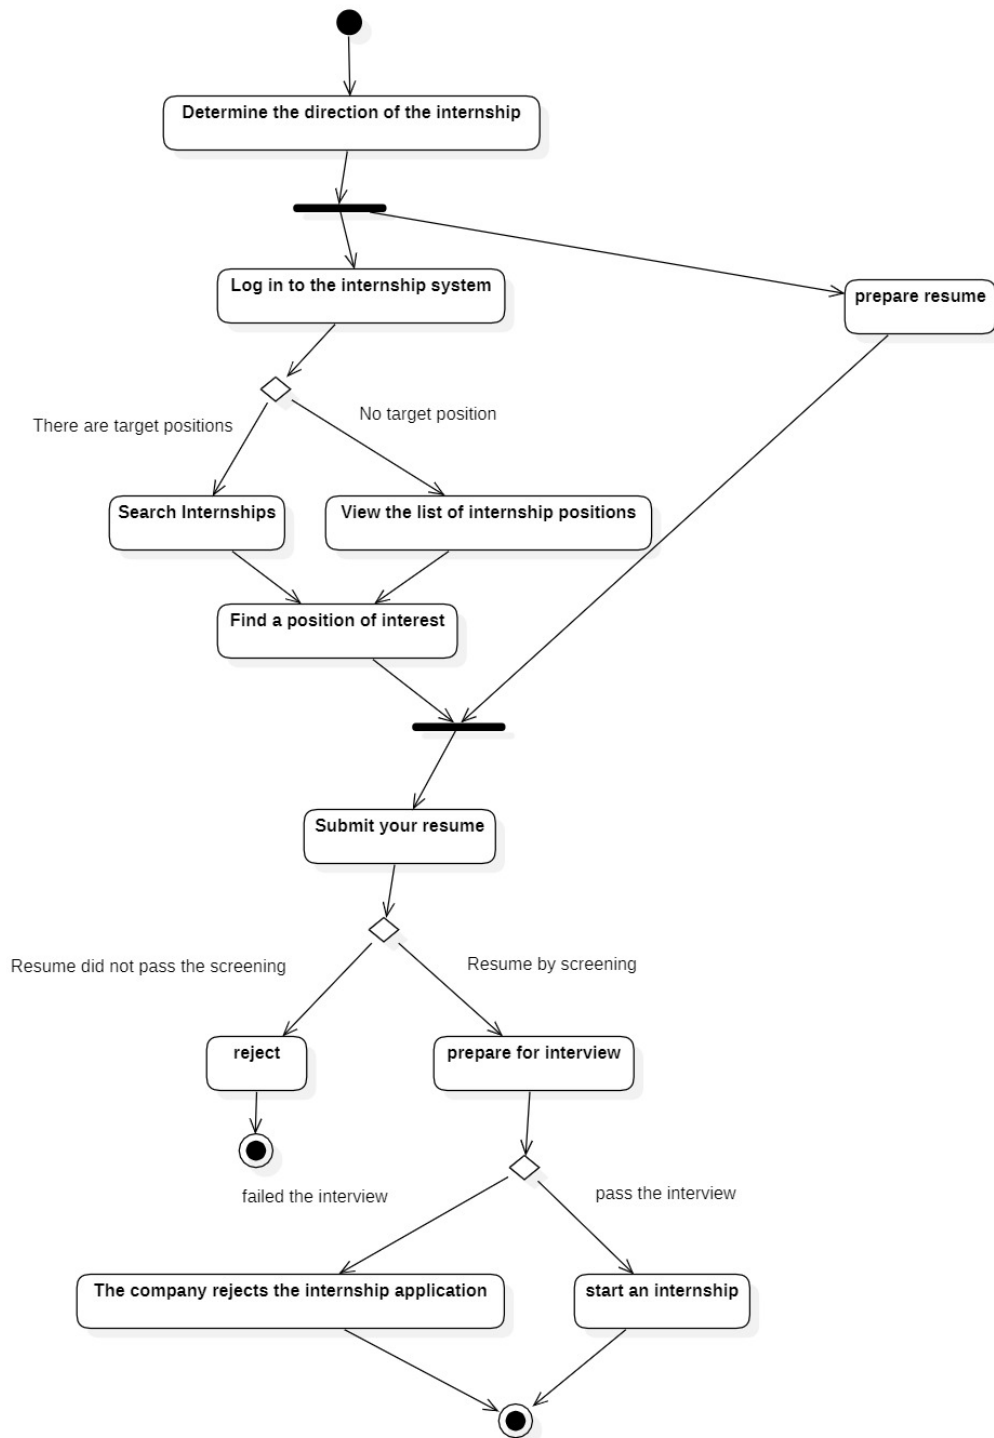 Determine the direction of the internship
Log in to the internship system
prepare resume
No target position
There are target positions
Search Internships
View the list of internship positions
Find a position of interest
Submit your resume
Resume did not pass the screening
Resume by screening
reject
prepare for interview
failed the interview
pass the interview
The company rejects the internship application
start an internship